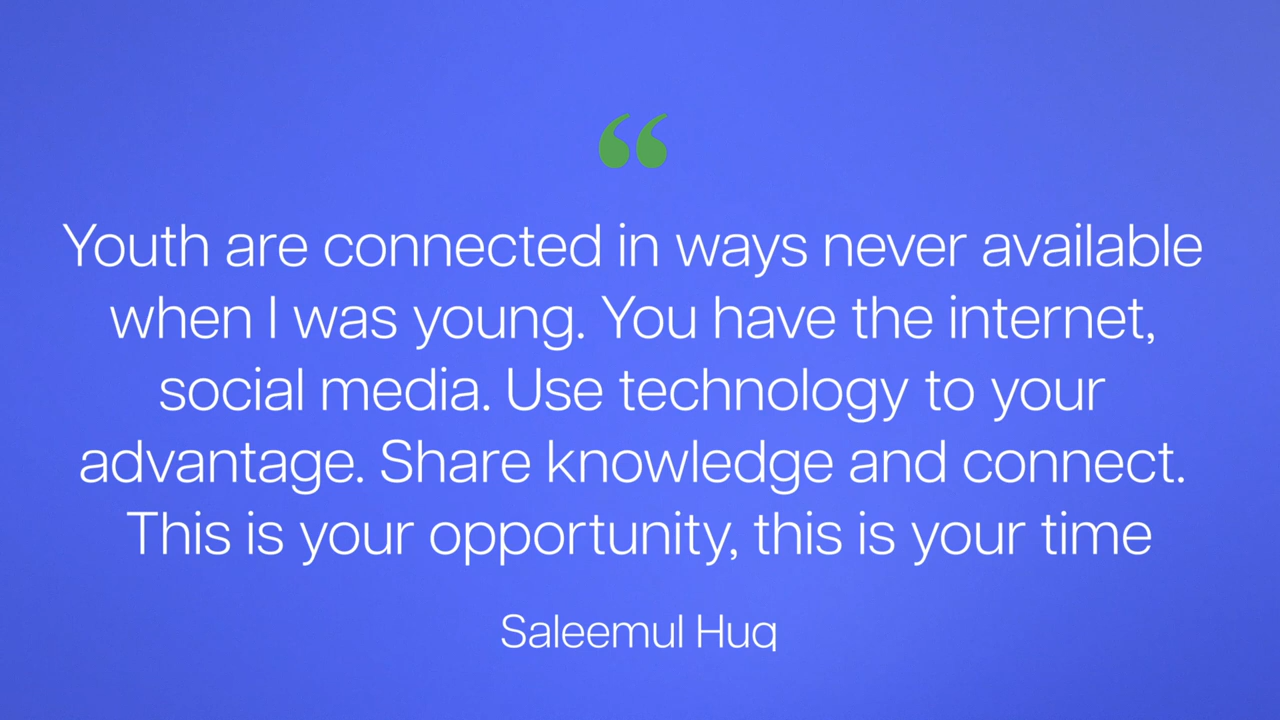 “
Youth are connected in ways never available
when I was young. You have the internet,
social media. Use technology to your
advantage. Share knowledge and connect.
This is your opportunity, this is your time
Saleemul Huq